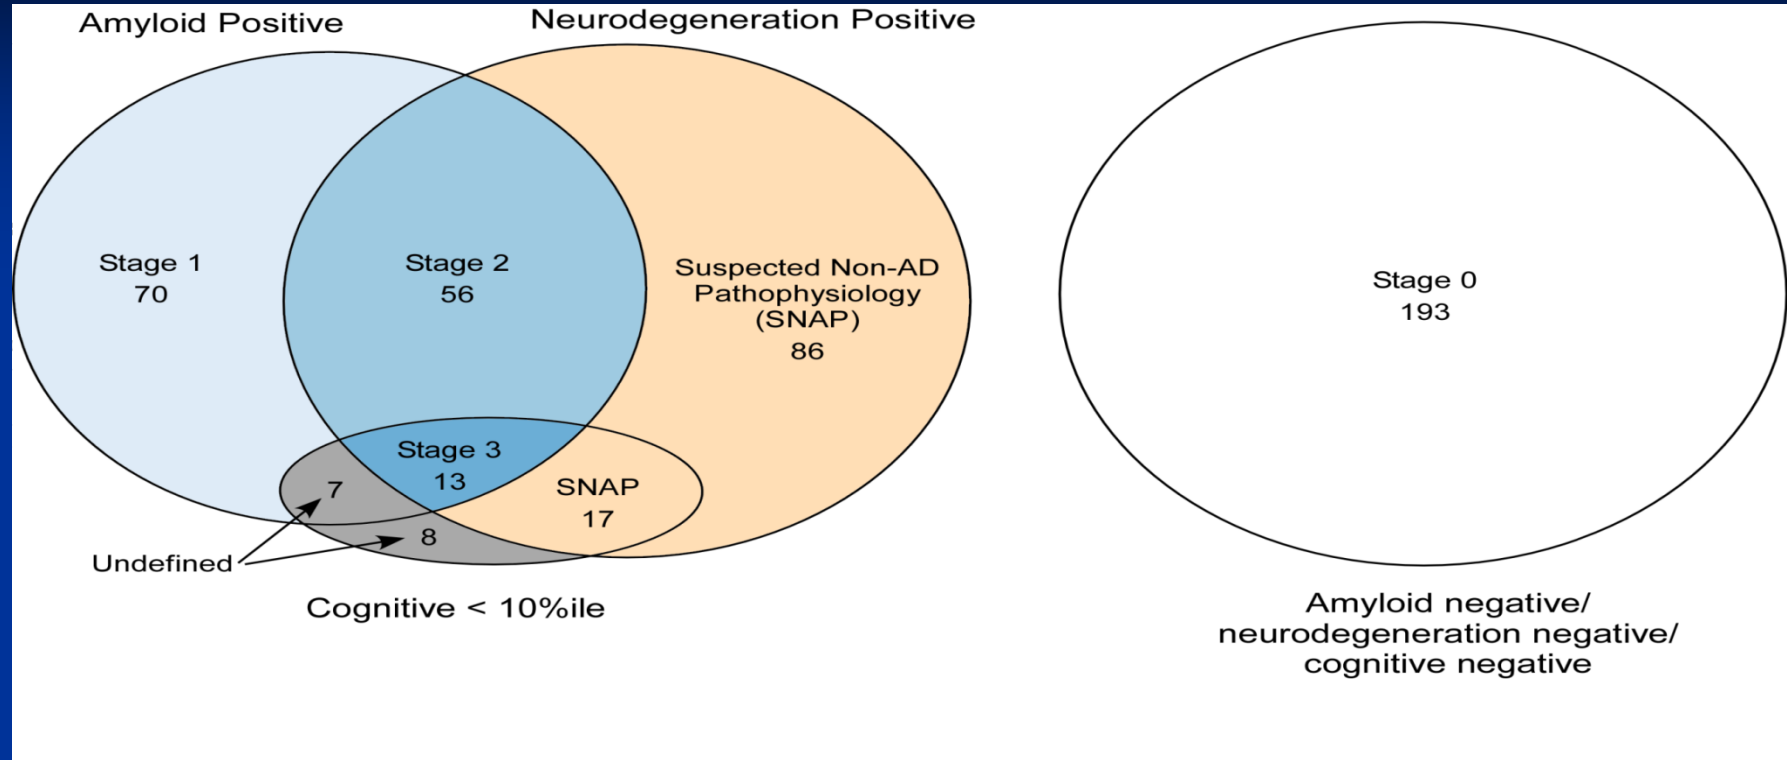 Amyloid Positive
Neurodegeneration Positive
Stage 1
70
Stage 2
56
Suspected Non-AD
Pathophysiology
(SNAP)
86
Stage 3
13
7
SNAP
17
8
Undefined
Cognitive < 10%ile
Stage 0
193
Amyloid negative/
neurodegeneration negative/
cognitive negative